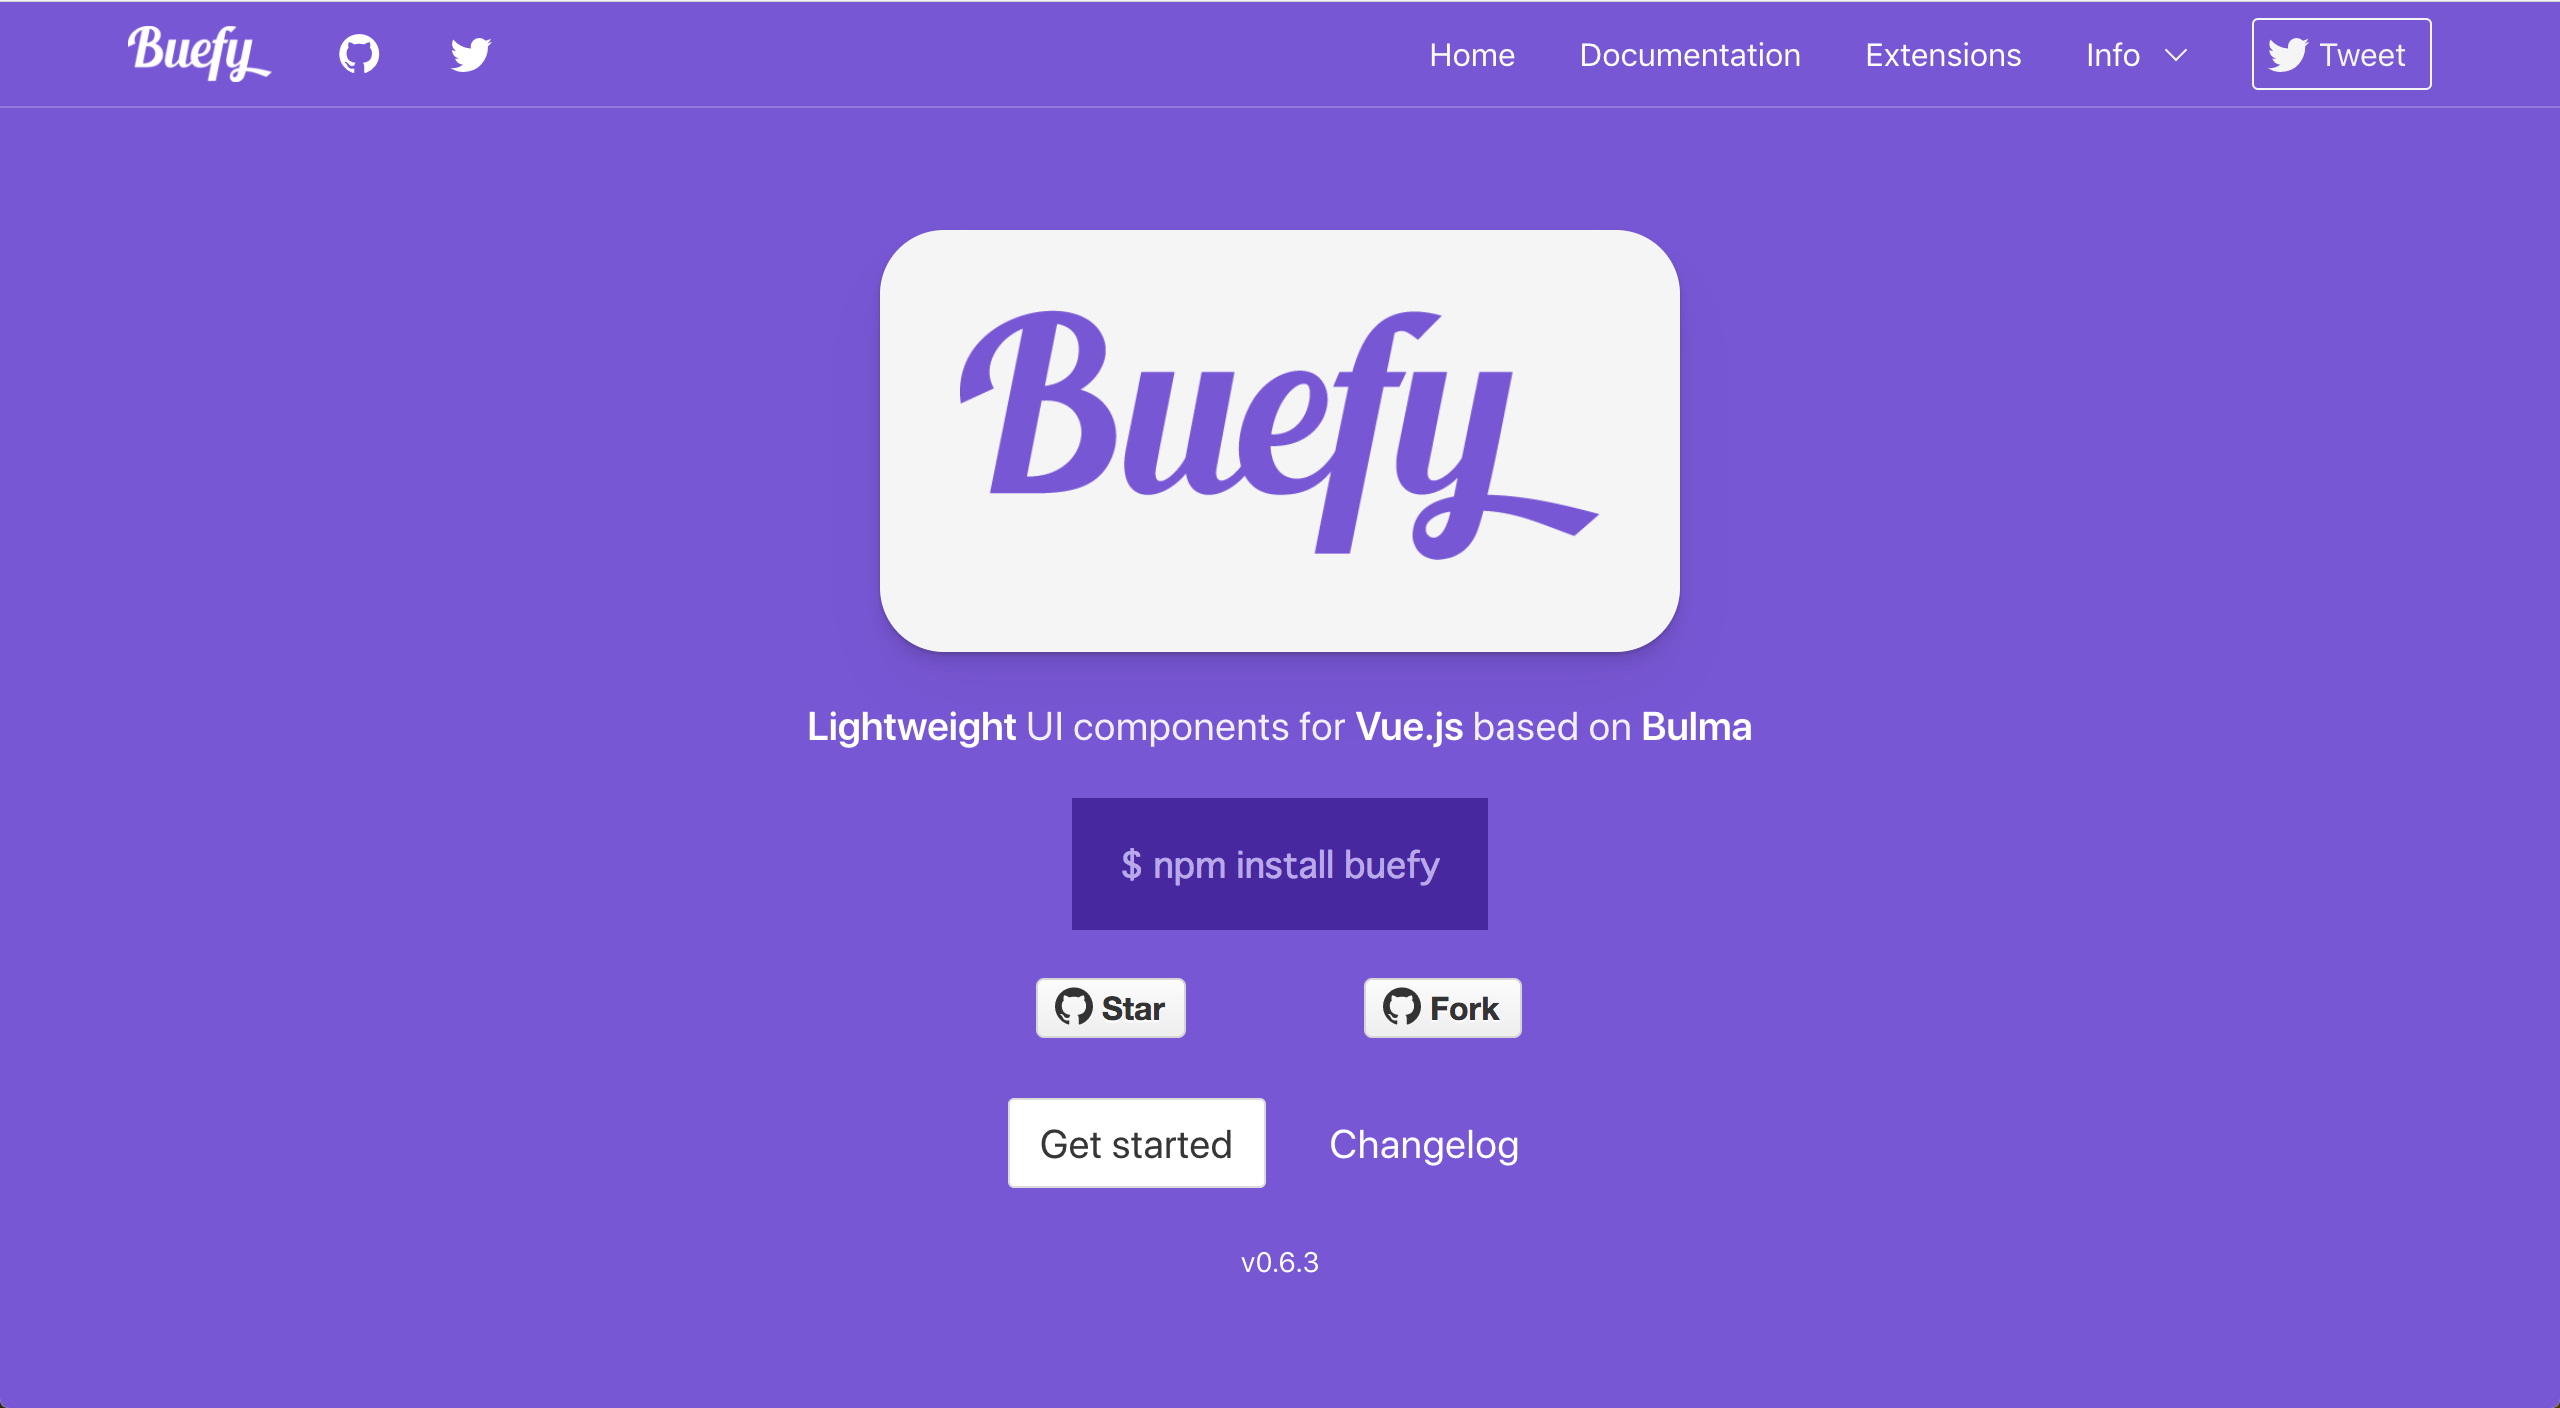 Buefy Home Documentation Extensions Info Tweet
Buefy
Lightweight UI components for Vue.js based on Bulma
$ npm install buefy
Star Fork
Get started Changelog
v0.6.3